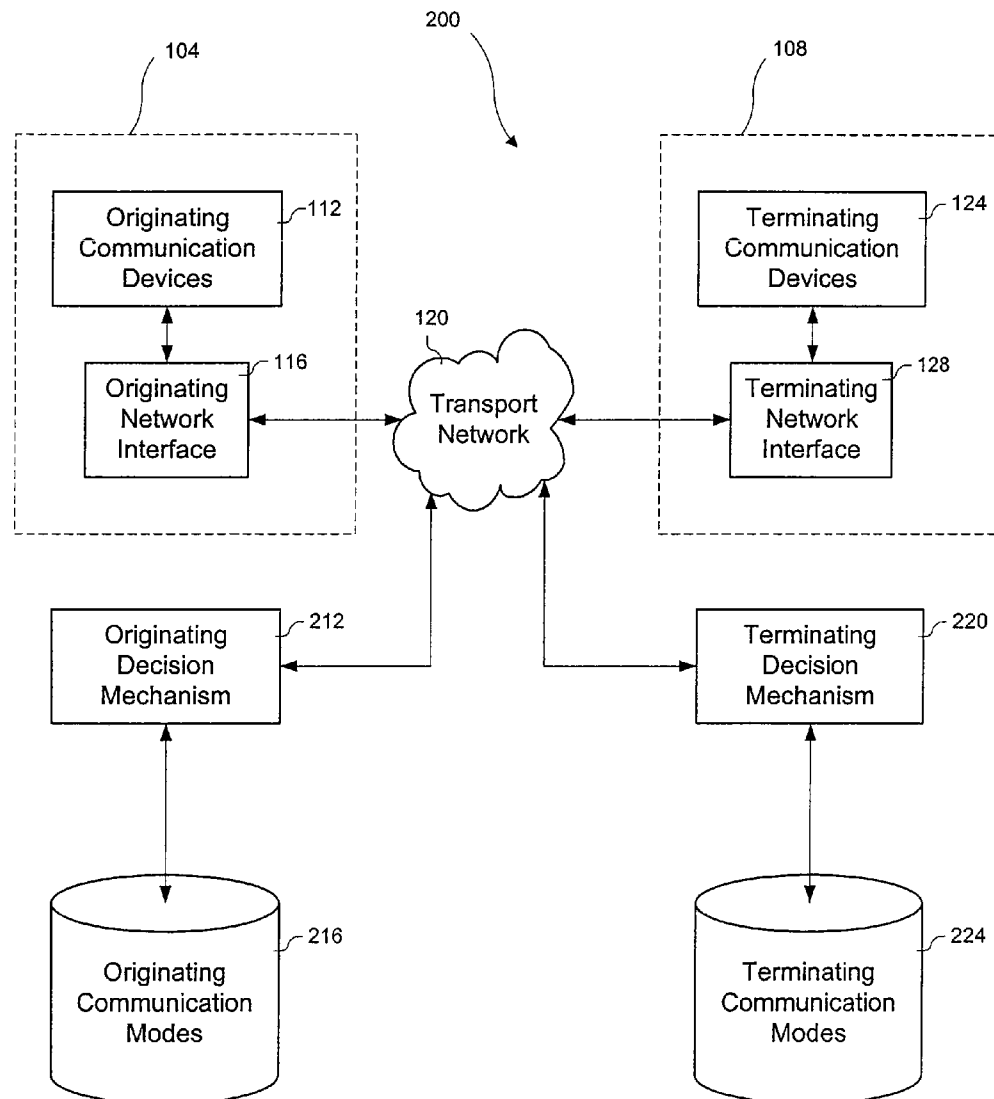 200
104
108
Originating
Communication
Devices
112
Terminating
Communication
Devices
124
Originating
Network
Interface
116
120
Transport
Network
Terminating
Network
Interface
128
Originating
Decision
Mechanism
212
Terminating
Decision
Mechanism
220
Originating
Communication
Modes
216
Terminating
Communication
Modes
224